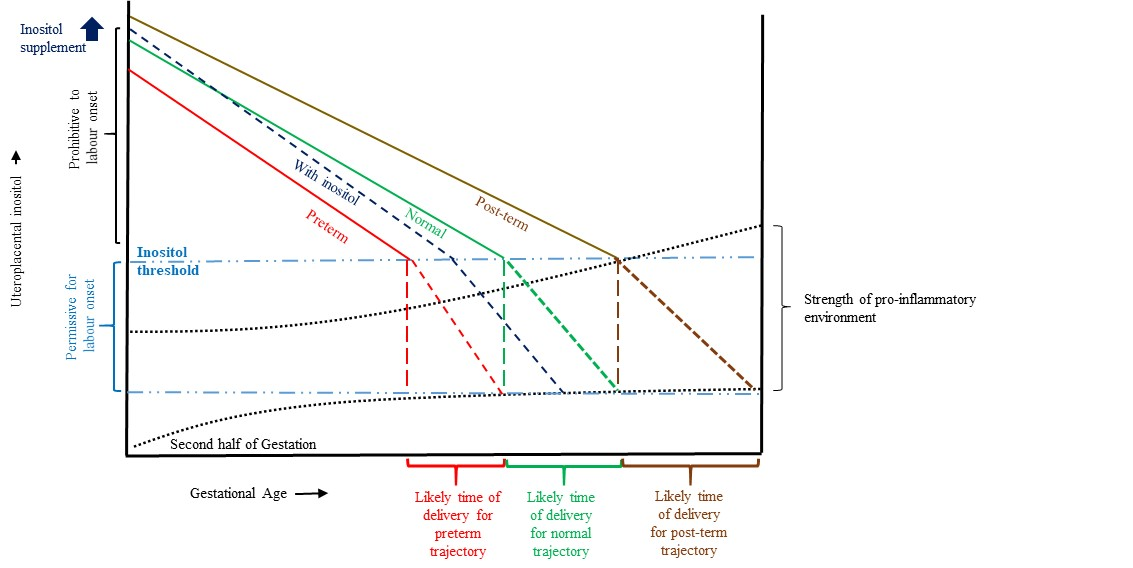 Inositol
supplement
Prohibitive to
labour onset
Uteroplacental inositol
With inositol
Preterm
Normal
Post-term
Inositol
threshold
Permissive for
labour onset
Strength of pro-inflammatory
environment
Second half of Gestation
Gestational Age
Likely time of
delivery for
preterm
trajectory
Likely time
of delivery
for normal
trajectory
Likely time
of delivery
for post-term
trajectory